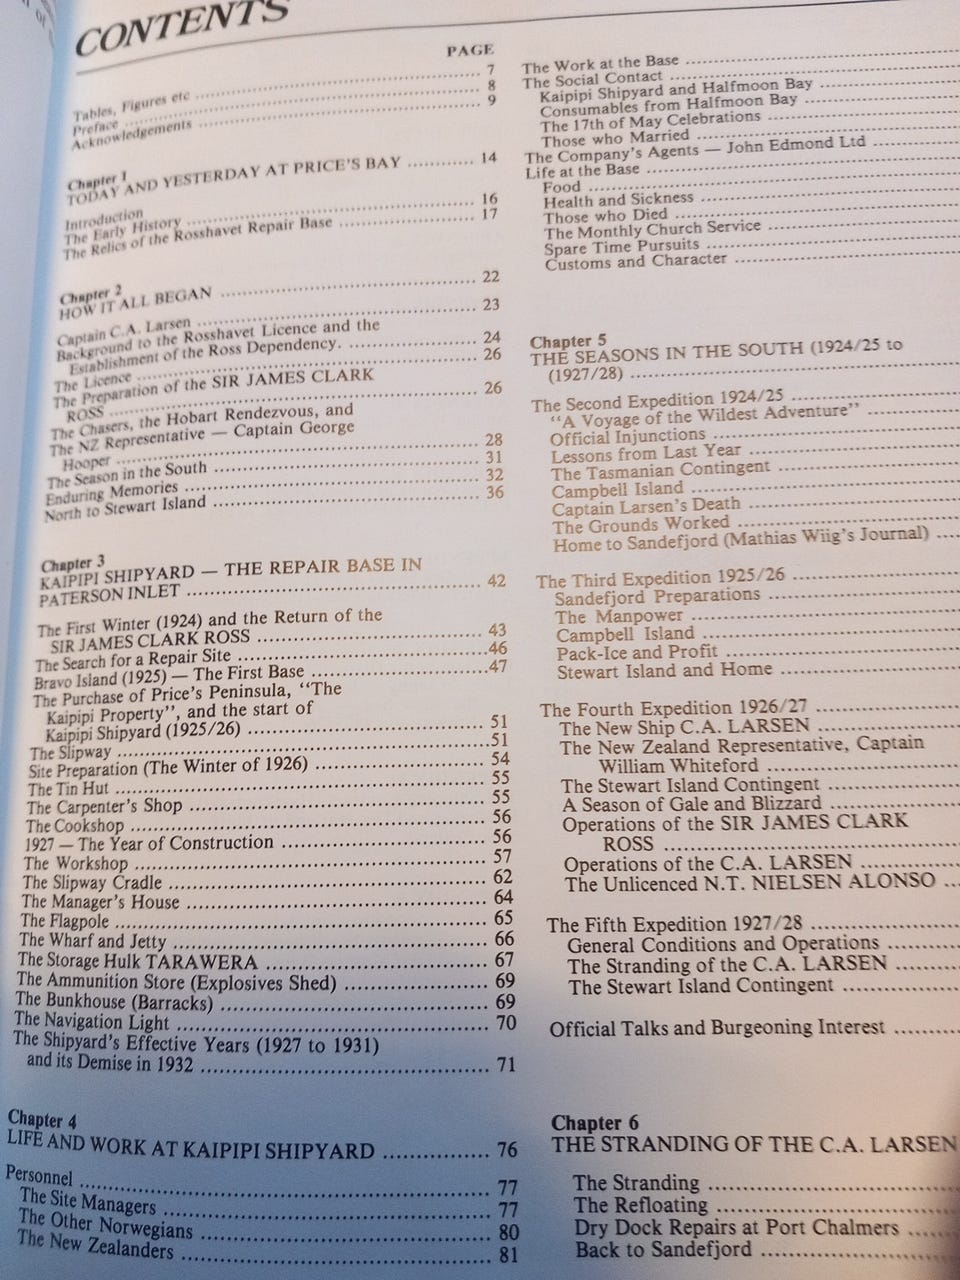 CONTENTS
PAGE
Tables, Figures etc ........ 7
Preface ........ 8
Acknowledgements ........ 9
Chapter 1
TODAY AND YESTERDAY AT PRICE'S BAY ........ 14
Introduction
The Early History ........ 16
The Relics of the Rosshavet Repair Base ........ 17
Chapter 2
HOW IT ALL BEGAN ........ 22
Captain C.A. Larsen ........ 23
Background to the Rosshavet Licence and the
Establishment of the Ross Dependency. ........ 24
The Licence ........ 26
The Preparation of the SIR JAMES CLARK
ROSS ........ 26
The Chasers, the Hobart Rendezvous, and
The NZ Representative — Captain George
Hooper ........ 28
The Season in the South ........ 31
Enduring Memories ........ 32
North to Stewart Island ........ 36
Chapter 3
KAIPIPI SHIPYARD — THE REPAIR BASE IN
PATERSON INLET ........ 42
The First Winter (1924) and the Return of the
SIR JAMES CLARK ROSS ........ 43
The Search for a Repair Site ........ 46
Bravo Island (1925) — The First Base ........ 47
The Purchase of Price's Peninsula, "The
Kaipipi Property", and the start of
Kaipipi Shipyard (1925/26) ........ 51
The Slipway ........ 51
Site Preparation (The Winter of 1926) ........ 54
The Tin Hut ........ 55
The Carpenter's Shop ........ 55
The Cookshop ........ 56
1927 — The Year of Construction ........ 56
The Workshop ........ 57
The Slipway Cradle ........ 62
The Manager's House ........ 64
The Flagpole ........ 65
The Wharf and Jetty ........ 66
The Storage Hulk TARAWERA ........ 67
The Ammunition Store (Explosives Shed) ........ 69
The Bunkhouse (Barracks) ........ 69
The Navigation Light ........ 70
The Shipyard's Effective Years (1927 to 1931)
and its Demise in 1932 ........ 71
Chapter 4
LIFE AND WORK AT KAIPIPI SHIPYARD ........ 76
Personnel ........ 77
The Site Managers ........ 77
The Other Norwegians ........ 80
The New Zealanders ........ 81
The Work at the Base ........
The Social Contact ........
Kaipipi Shipyard and Halfmoon Bay ........
Consumables from Halfmoon Bay ........
The 17th of May Celebrations ........
Those who Married ........
The Company's Agents — John Edmond Ltd ........
Life at the Base ........
Food ........
Health and Sickness ........
Those who Died ........
The Monthly Church Service ........
Spare Time Pursuits ........
Customs and Character ........
Chapter 5
THE SEASONS IN THE SOUTH (1924/25 to
(1927/28) ........
The Second Expedition 1924/25 ........
"A Voyage of the Wildest Adventure" ........
Official Injunctions ........
Lessons from Last Year ........
The Tasmanian Contingent ........
Campbell Island ........
Captain Larsen's Death ........
The Grounds Worked ........
Home to Sandefjord (Mathias Wiig's Journal) ....
The Third Expedition 1925/26 ........
Sandefjord Preparations ........
The Manpower ........
Campbell Island ........
Pack-Ice and Profit ........
Stewart Island and Home ........
The Fourth Expedition 1926/27 ........
The New Ship C.A. LARSEN ........
The New Zealand Representative, Captain
William Whiteford ........
The Stewart Island Contingent ........
A Season of Gale and Blizzard ........
Operations of the SIR JAMES CLARK
ROSS ........
Operations of the C.A. LARSEN ........
The Unlicenced N.T. NIELSEN ALONSO ...
The Fifth Expedition 1927/28 ........
General Conditions and Operations ........
The Stranding of the C.A. LARSEN ........
The Stewart Island Contingent ........
Official Talks and Burgeoning Interest ........
Chapter 6
THE STRANDING OF THE C.A. LARSEN
The Stranding ........
The Refloating ........
Dry Dock Repairs at Port Chalmers ........
Back to Sandefjord ........